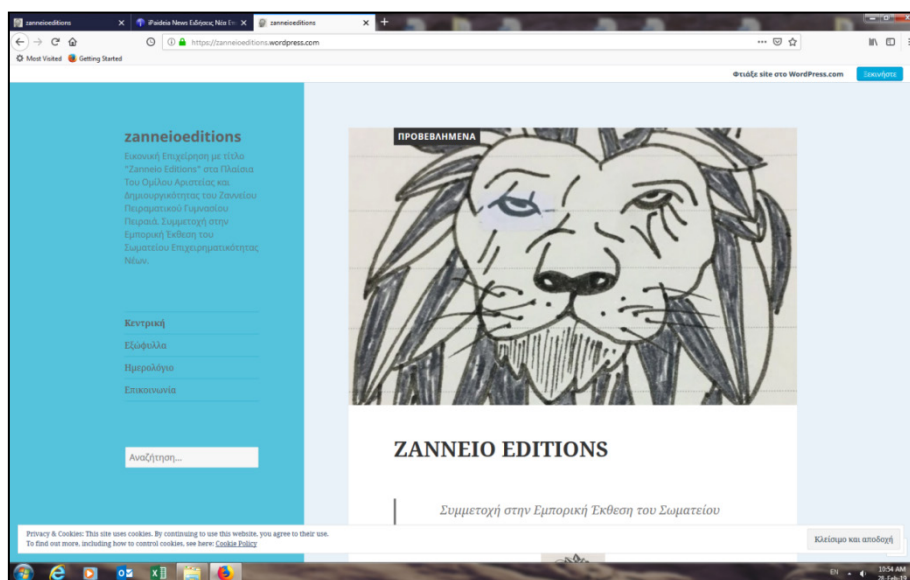 zanneioeditions
iPaideia News Ειδήσεις, Νέα Επ
zanneioeditions
https://zanneioeditions.wordpress.com
Most Visited
Getting Started
Φτιάξε site στο WordPress.com
Ξεκινήστε
zanneioeditions
Εικονική Επιχείρηση με τίτλο
"Zanneio Editions" στα Πλαίσια
Του Ομίλου Αριστείας και
Δημιουργικότητας του Ζαννείου
Πειραματικού Γυμνασίου
Πειραιά. Συμμετοχή στην
Εμπορική Έκθεση του
Σωματείου Επιχειρηματικότητας
Νέων.
Κεντρική
Εξώφυλλα
Ημερολόγιο
Επικοινωνία
Αναζήτηση...
ΠΡΟΒΕΒΛΗΜΕΝΑ
ZANNEIO EDITIONS
Συμμετοχή στην Εμπορική Έκθεση του Σωματείου
Privacy & Cookies: This site uses cookies. By continuing to use this website, you agree to their use.
To find out more, including how to control cookies, see here: Cookie Policy
Κλείσιμο και αποδοχή
EN
10:54 AM
28-Feb-19